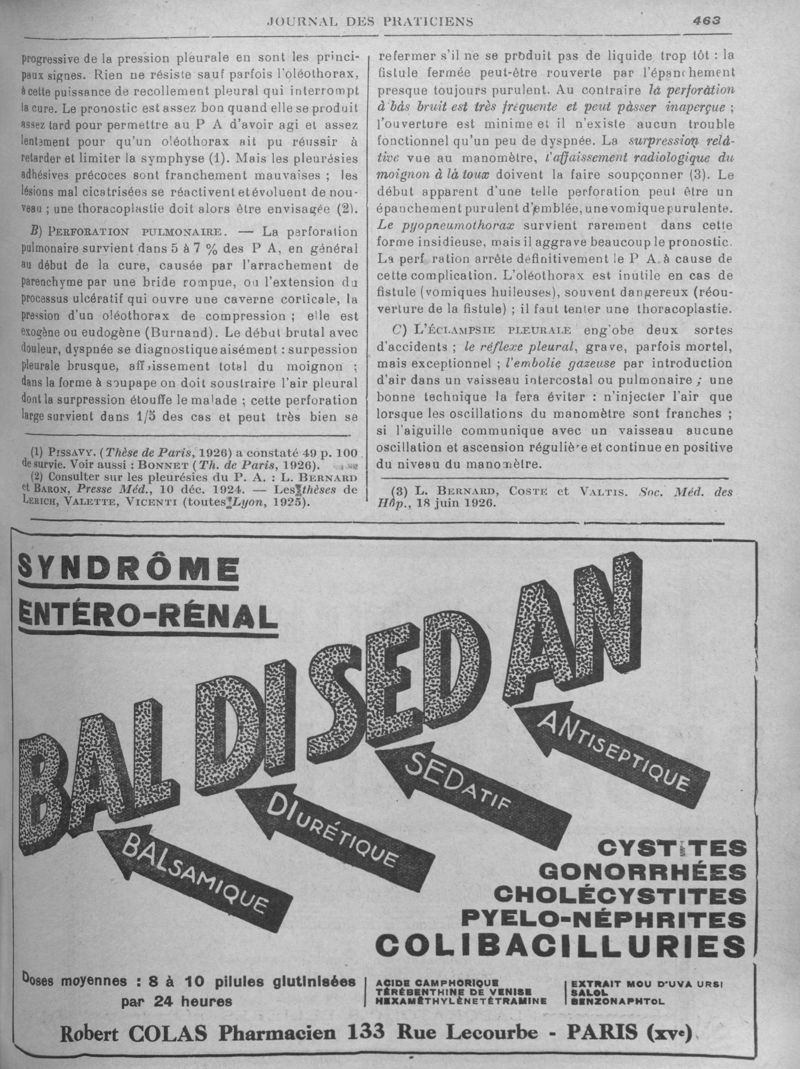 JOURNAL DES PRATICIENS 463
progressive de la pression pleurale en sont les princi-
paux signes. Rien ne résiste sauf parfois l'oléothorax,
à cette puissance de recollement pleural qui interrompt
la cure. Le pronostic est assez bon quand elle se produit
assez tard pour permettre au P A d'avoir agi et assez
lentement pour qu'un oléothorax ait pu réussir à
retarder et limiter la symphyse (1). Mais les pleurésies
adhésives précoces sont franchement mauvaises ; les
lésions mal cicatrisées se réactivent et évoluent de nou-
veau ; une thoracoplastie doit alors être envisagée (2).
B) PERFORATION PULMONAIRE. — La perforation
pulmonaire survient dans 5 à 7 % des P A, en général
au début de la cure, causée par l'arrachement de
parenchyme par une bride rompue, ou l'extension du
processus ulcératif qui ouvre une caverne corticale, la
pression d'un oléothorax de compression ; elle est
exogène ou eudogène (Burnand). Le début brutal avec
douleur, dyspnée se diagnostique aisément : surpession
pleurale brusque, affaissement total du moignon ;
dans la forme à soupape on doit soustraire l'air pleural
dont la surpression étouffe le malade ; cette perforation
large survient dans 1/5 des cas et peut très bien se
(1) PISSAVY. (Thèse de Paris, 1926) a constaté 49 p. 100
de survie. Voir aussi : BONNET (Th. de Paris, 1926).
(2) Consulter sur les pleurésies du P. A. : L. BERNARD
et BARON, Presse Méd., 10 déc. 1924. — Les thèses de
LERICH, VALETTE, VICENTI (toutes Lyon, 1925).
refermer s'il ne se produit pas de liquide trop tôt : la
fistule fermée peut-être rouverte par l'épanchement
presque toujours purulent. Au contraire la perforation
à bas bruit est très fréquente et peut passer inaperçue ;
l'ouverture est minime et il n'existe aucun trouble
fonctionnel qu'un peu de dyspnée. La surpression rela-
tive vue au manomètre, l'affaissement radiologique du
moignon à la toux doivent la faire soupçonner (3). Le
début apparent d'une telle perforation peut être un
épanchement purulent d'emblée, une vomique purulente.
Le pyopneumothorax survient rarement dans cette
forme insidieuse, mais il aggrave beaucoup le pronostic.
La perf ration arrête définitivement le P A. à cause de
cette complication. L'oléothorax est inutile en cas de
fistule (vomiques huileuses), souvent dangereux (réou-
verture de la fistule) ; il faut tenter une thoracoplastie.
C) L'ÉCLAMPSIE PLEURALE eng'obe deux sortes
d'accidents ; le réflexe pleural, grave, parfois mortel,
mais exceptionnel ; l'embolie gazeuse par introduction
d'air dans un vaisseau intercostal ou pulmonaire ; une
bonne technique la fera éviter : n'injecter l'air que
lorsque les oscillations du manomètre sont franches ;
si l'aiguille communique avec un vaisseau aucune
oscillation et ascension régulière et continue en positive
du niveau du manomètre.
(3) L. BERNARD, COSTE et VALTIS. Soc. Méd. des
Hôp., 18 juin 1926.
SYNDRÔME
ENTÉRO-RÉNAL
BALDISEDAN
BALSAMIQUE
DIURÉTIQUE
SÉDATIF
ANTISEPTIQUE
CYSTITES
GONORRHÉES
CHOLÉCYSTITES
PYELO-NÉPHRITES
COLIBACILLURIES
Doses moyennes : 8 à 10 pilules glutinisées
par 24 heures
ACIDE CAMPHORIQUE
TÉRÉBENTHINE DE VENISE
HEXAMÉTHYLÈNETÉTRAMINE
EXTRAIT MOU D'UVA URSI
SALOL
BENZONAPHTOL
Robert COLAS Pharmacien 133 Rue Lecourbe - PARIS (XVe)